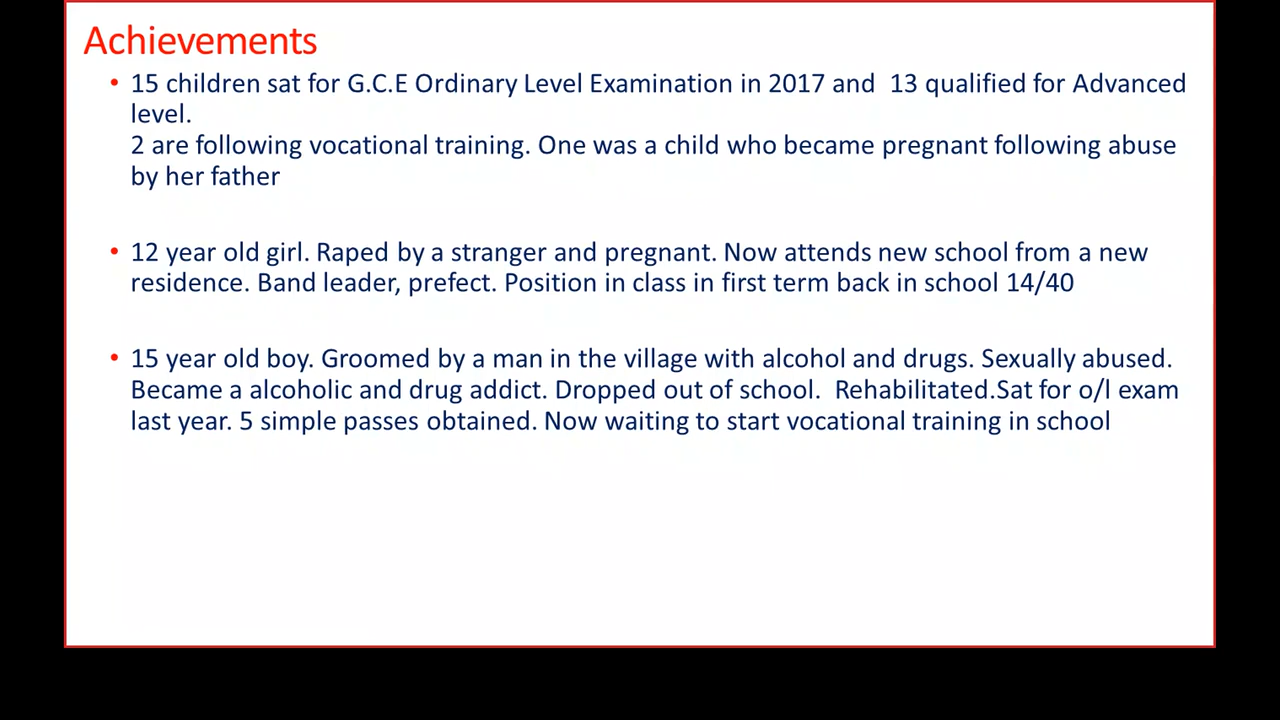 Achievements
• 15 children sat for G.C.E Ordinary Level Examination in 2017 and  13 qualified for Advanced
level.
2 are following vocational training. One was a child who became pregnant following abuse
by her father
• 12 year old girl. Raped by a stranger and pregnant. Now attends new school from a new
residence. Band leader, prefect. Position in class in first term back in school 14/40
• 15 year old boy. Groomed by a man in the village with alcohol and drugs. Sexually abused.
Became a alcoholic and drug addict. Dropped out of school.  Rehabilitated.Sat for o/l exam
last year. 5 simple passes obtained. Now waiting to start vocational training in school